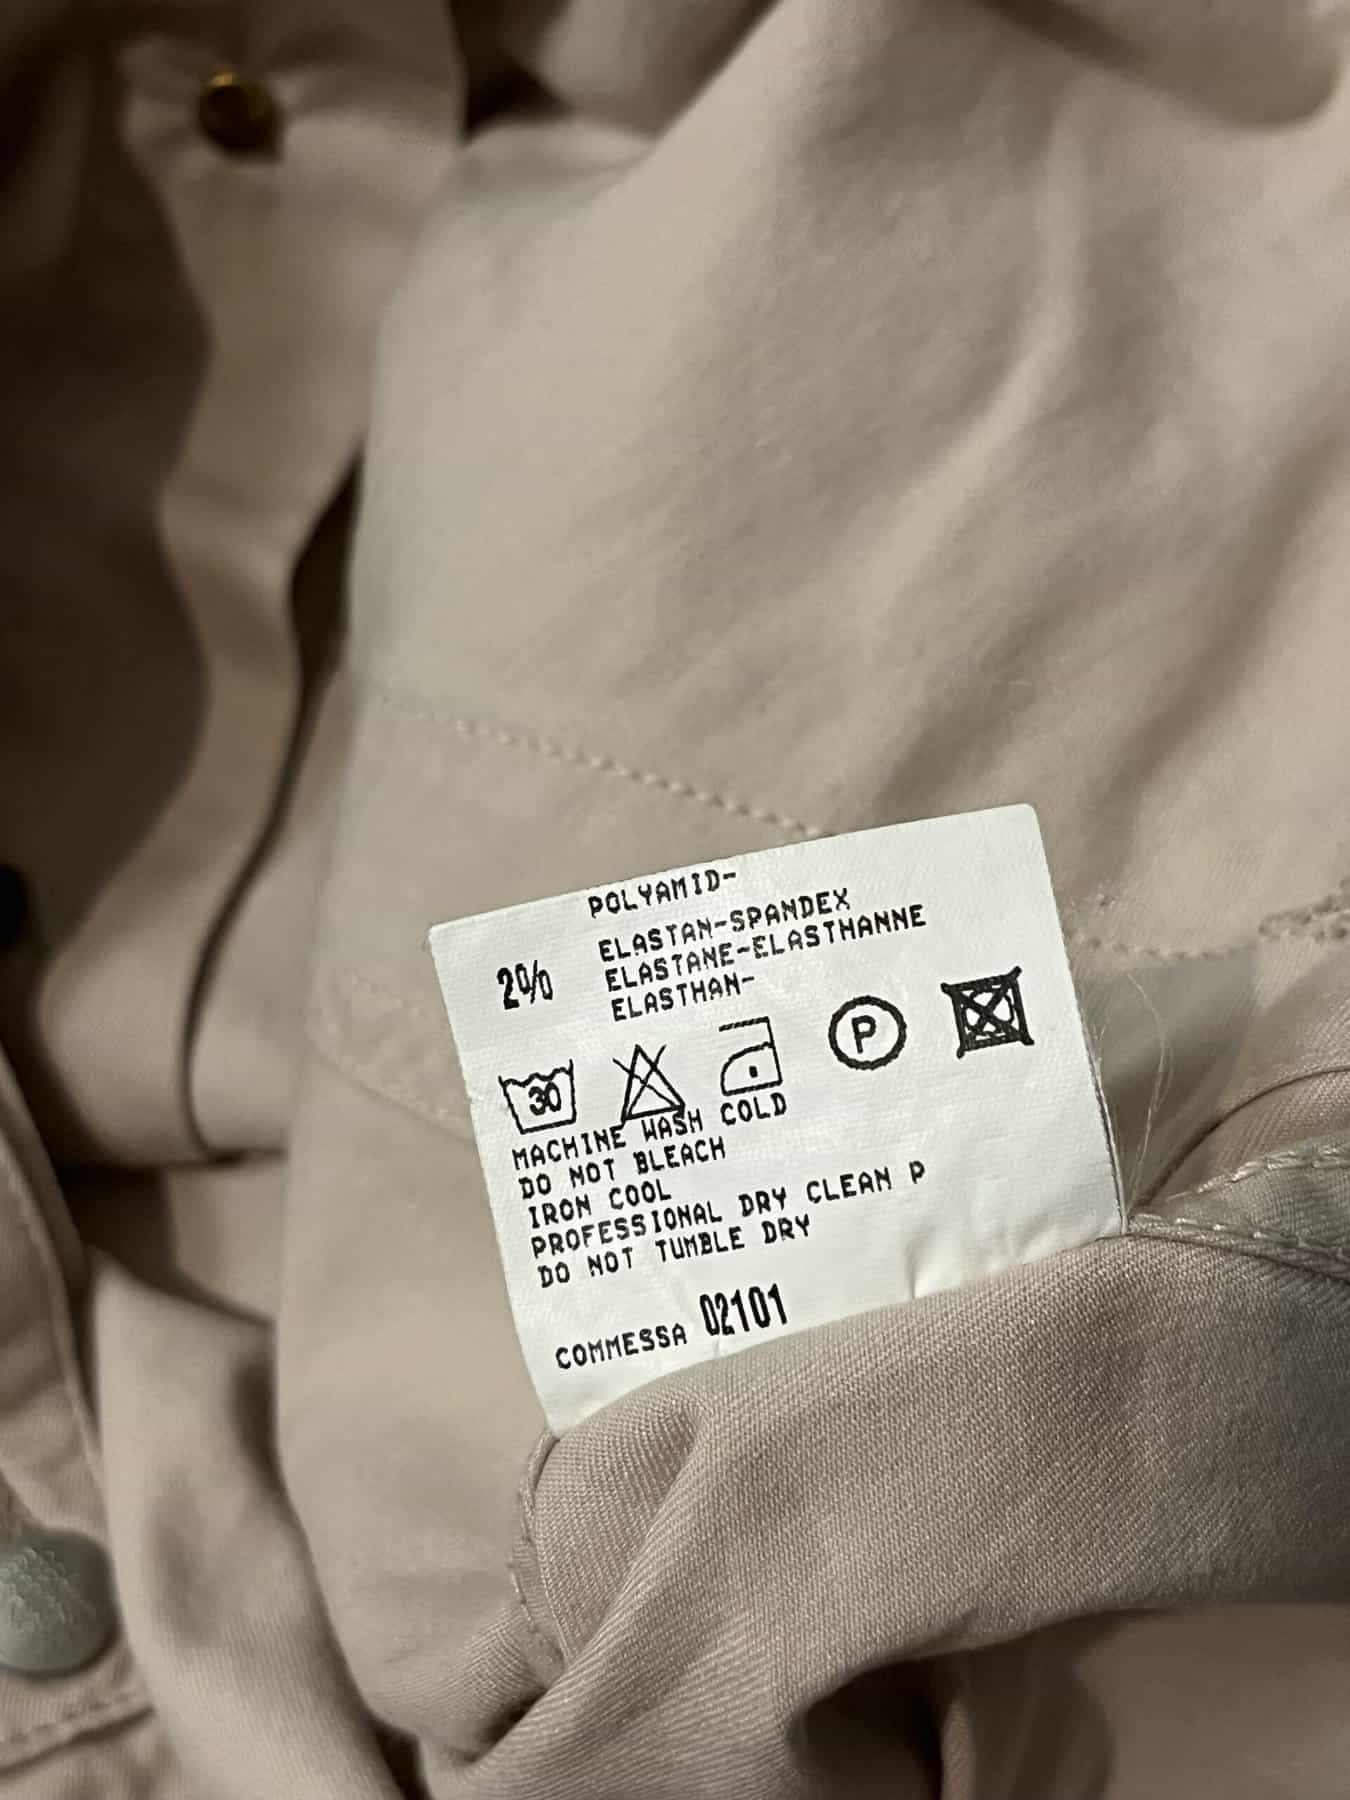 POLYAMID-
2% ELASTAN-SPANDEX
ELASTANE-ELASTHANNE
ELASTHAN-
30 P
MACHINE WASH COLD
DO NOT BLEACH
IRON COOL
PROFESSIONAL DRY CLEAN P
DO NOT TUMBLE DRY
COMMESSA 02101